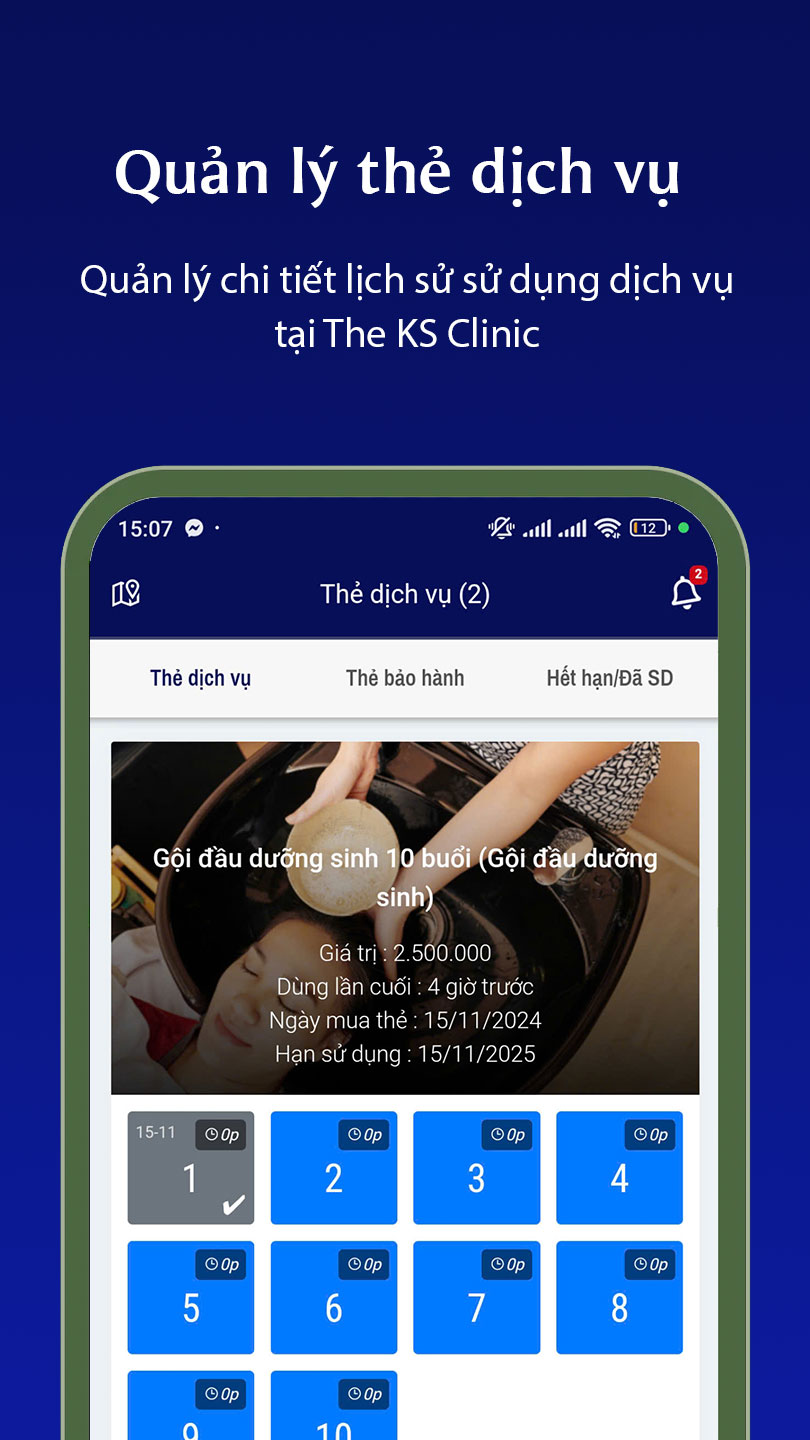 Quản lý thẻ dịch vụ
Quản lý chi tiết lịch sử sử dụng dịch vụ
tại The KS Clinic
15:07
12
Thẻ dịch vụ (2)
2
Thẻ dịch vụ
Thẻ bảo hành
Hết hạn/Đã SD
Gội đầu dưỡng sinh 10 buổi (Gội đầu dưỡng
sinh)
Giá trị : 2.500.000
Dùng lần cuối : 4 giờ trước
Ngày mua thẻ : 15/11/2024
Hạn sử dụng : 15/11/2025
15-11
0p
1
0p
2
0p
3
0p
4
0p
5
0p
6
0p
7
0p
8
0p
9
0p
10